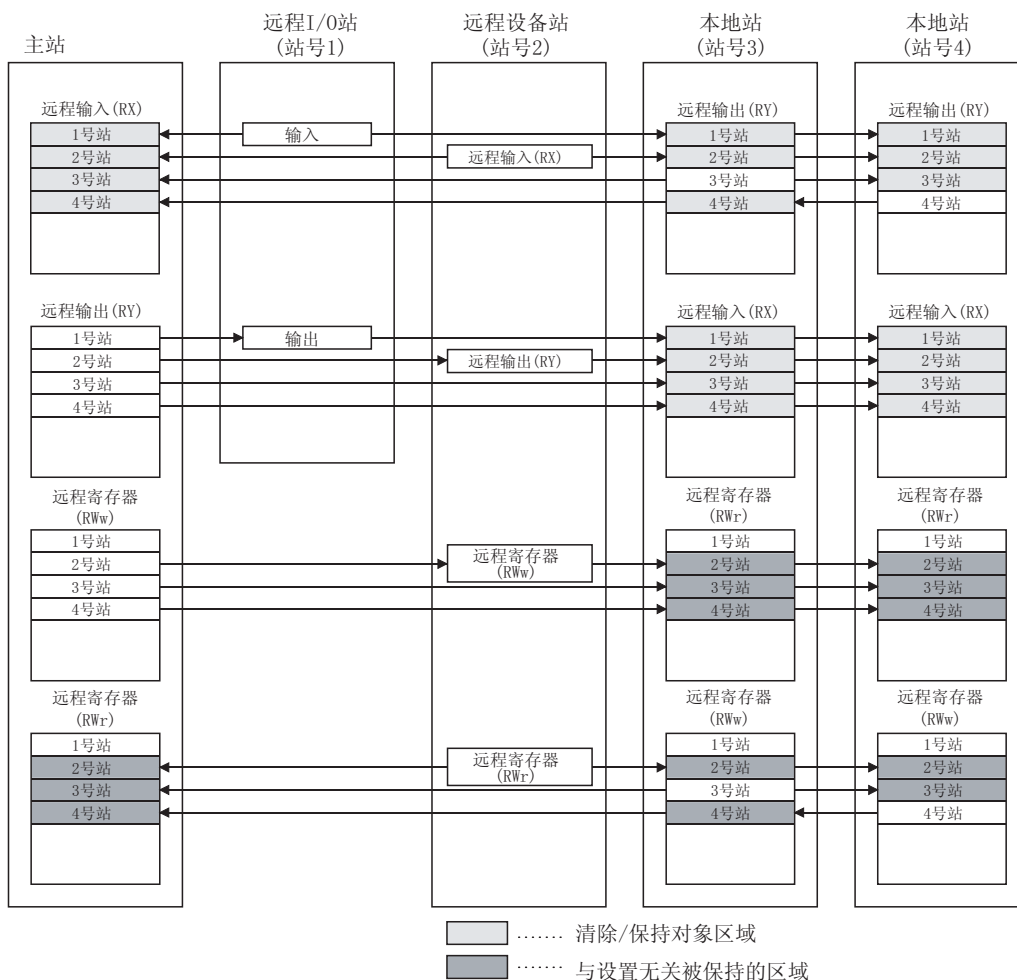 主站
远程I/O站
(站号1)
远程设备站
(站号2)
本地站
(站号3)
本地站
(站号4)
远程输入(RX)
1号站
2号站
3号站
4号站
输入
远程输入(RX)
远程输出(RY)
1号站
2号站
3号站
4号站
远程输出(RY)
1号站
2号站
3号站
4号站
远程输出(RY)
1号站
2号站
3号站
4号站
输出
远程输出(RY)
远程输入(RX)
1号站
2号站
3号站
4号站
远程输入(RX)
1号站
2号站
3号站
4号站
远程寄存器
(RWw)
1号站
2号站
3号站
4号站
远程寄存器
(RWw)
远程寄存器
(RWr)
1号站
2号站
3号站
4号站
远程寄存器
(RWr)
1号站
2号站
3号站
4号站
远程寄存器
(RWr)
1号站
2号站
3号站
4号站
远程寄存器
(RWr)
远程寄存器
(RWw)
1号站
2号站
3号站
4号站
远程寄存器
(RWw)
1号站
2号站
3号站
4号站
....... 清除/保持对象区域
....... 与设置无关被保持的区域